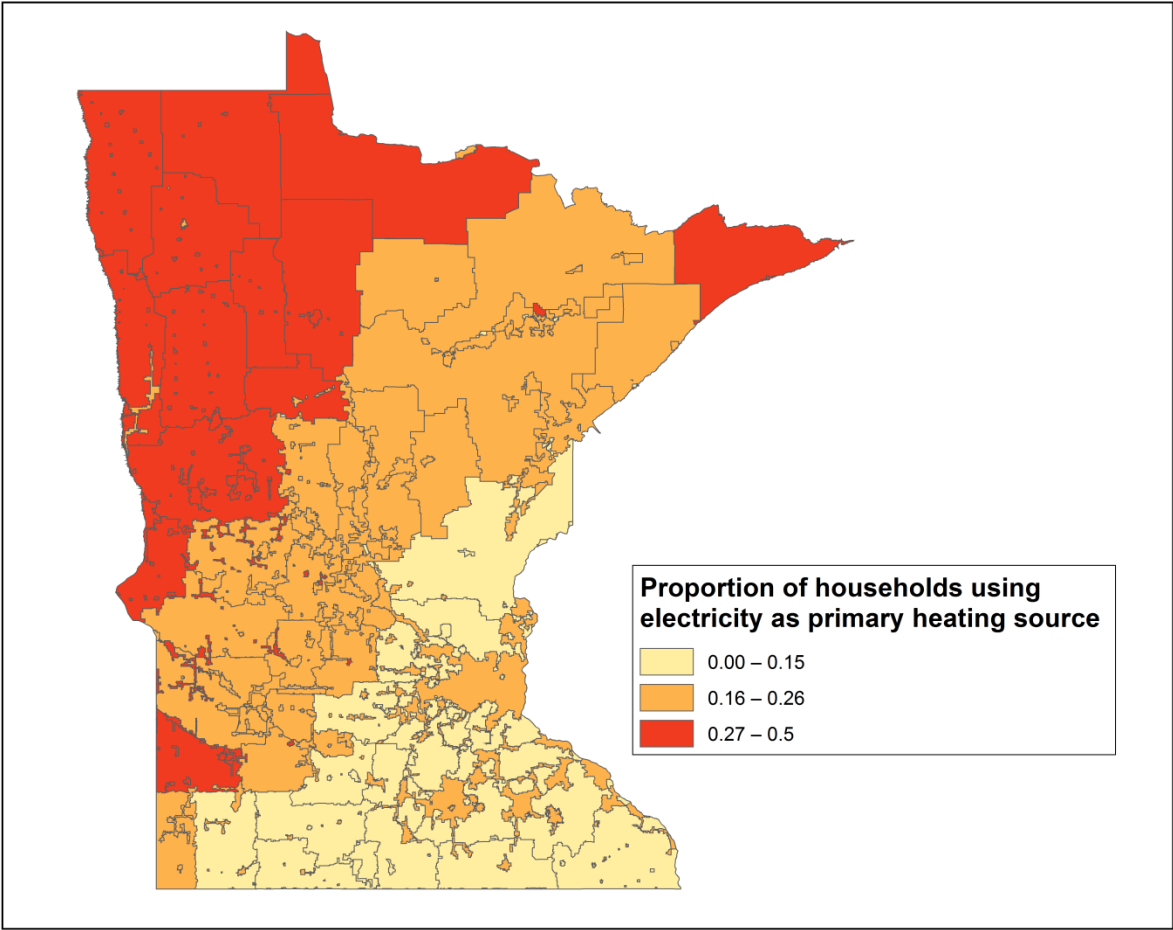 Proportion of households using
electricity as primary heating source
0.00 – 0.15
0.16 – 0.26
0.27 – 0.5